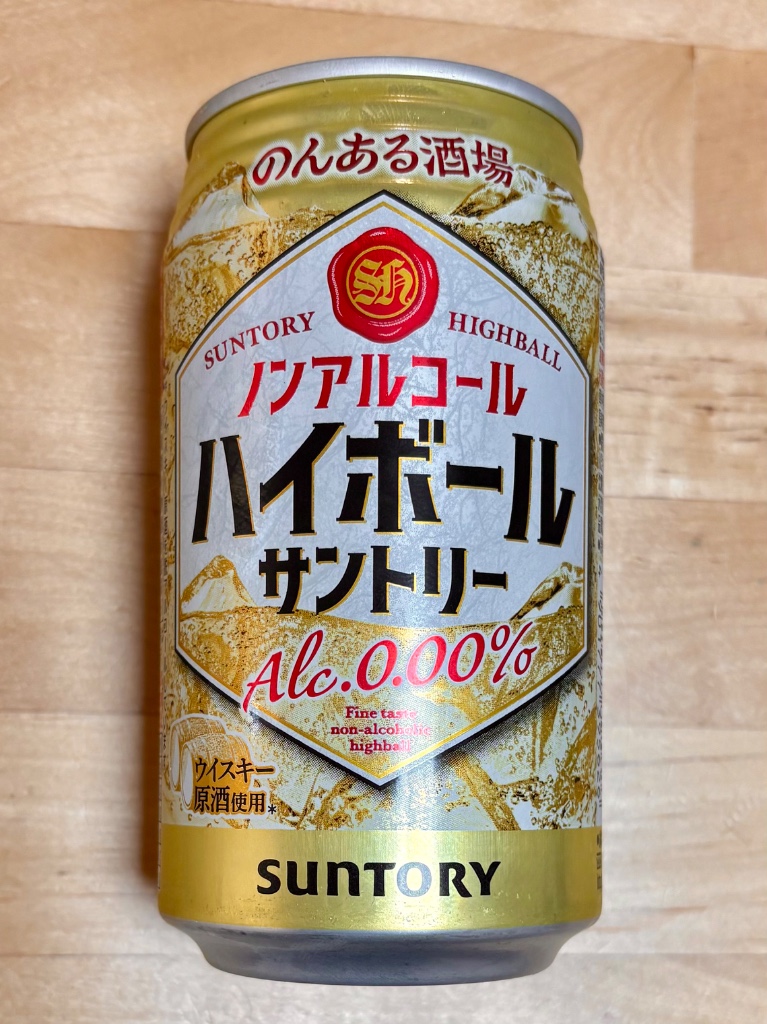 のんある酒場
SH
SUNTORY HIGHBALL
ノンアルコール
ハイボール
サントリー
Alc.0.00%
Fine taste
non-alcoholic
highball
ウイスキー
原酒使用*
SUNTORY